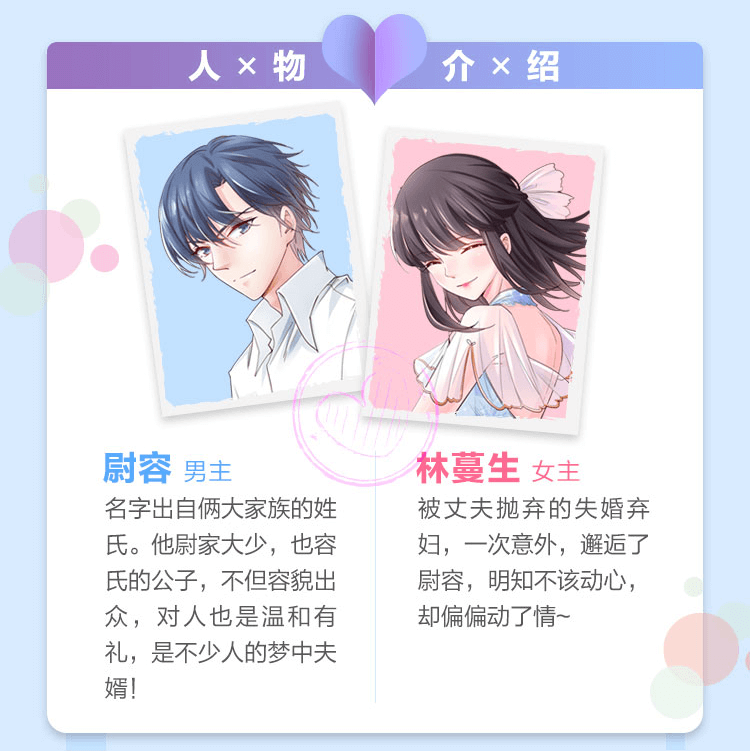 人×物 介×绍
尉容 男主
名字出自俩大家族的姓
氏。他尉家大少，也容
氏的公子，不但容貌出
众，对人也是温和有
礼，是不少人的梦中夫
婿！
林蔓生 女主
被丈夫抛弃的失婚弃
妇，一次意外，邂逅了
尉容，明知不该动心，
却偏偏动了情~